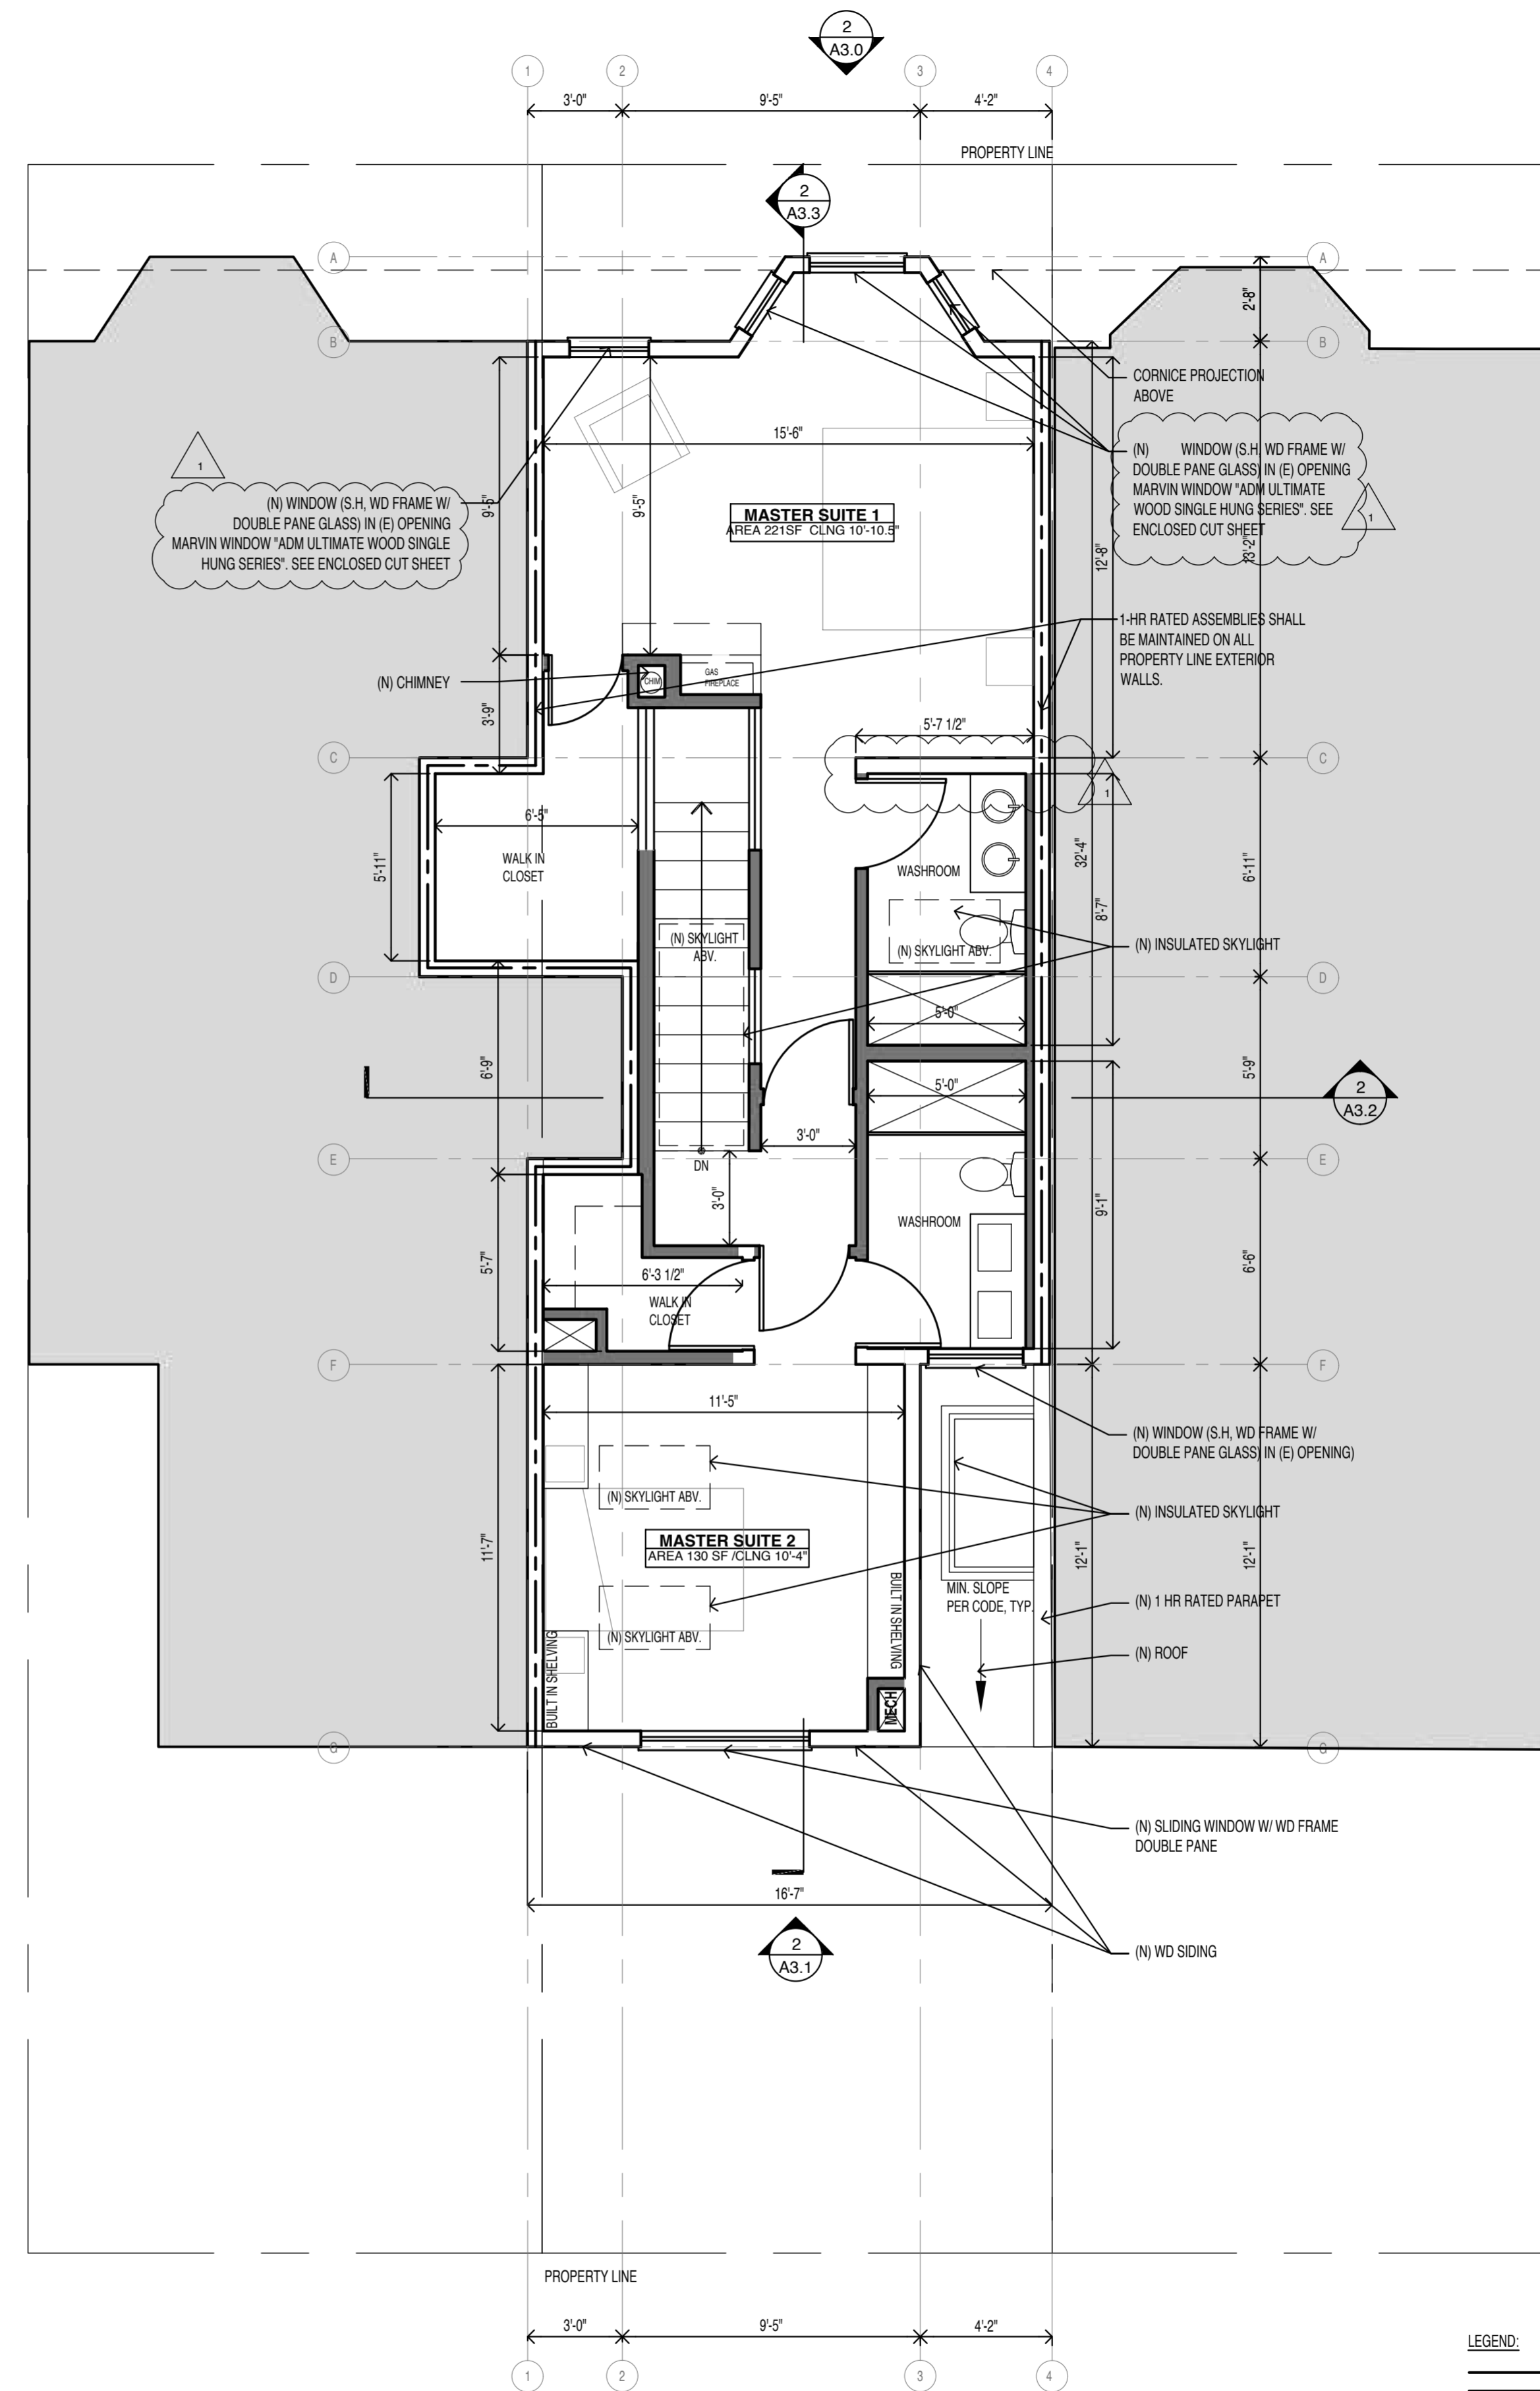 2
A3.0
1
2
3
4
3'-0"
9'-5"
4'-2"
PROPERTY LINE
2
A3.3
A
A
2'-8"
B
B
CORNICE PROJECTION
ABOVE
15'-6"
1
(N) WINDOW (S.H, WD FRAME W/
DOUBLE PANE GLASS) IN (E) OPENING
MARVIN WINDOW "ADM ULTIMATE WOOD SINGLE
HUNG SERIES". SEE ENCLOSED CUT SHEET
9'-5"
9'-5"
MASTER SUITE 1
AREA 221SF CLNG 10'-10.5"
(N) WINDOW (S.H, WD FRAME W/
DOUBLE PANE GLASS) IN (E) OPENING
MARVIN WINDOW "ADM ULTIMATE
WOOD SINGLE HUNG SERIES". SEE
ENCLOSED CUT SHEET
1
12'-8"
13'-2"
1-HR RATED ASSEMBLIES SHALL
BE MAINTAINED ON ALL
PROPERTY LINE EXTERIOR
WALLS.
(N) CHIMNEY
CHIM
GAS
FIREPLACE
3'-9"
5'-7 1/2"
C
C
1
6'-5"
5'-11"
WALK IN
CLOSET
WASHROOM
32'-4"
6'-11"
8'-7"
(N) SKYLIGHT
ABV.
(N) SKYLIGHT ABV.
(N) INSULATED SKYLIGHT
D
D
5'-0"
6'-9"
5'-9"
5'-0"
2
A3.2
3'-0"
E
E
DN
3'-0"
9'-1"
WASHROOM
5'-7"
6'-6"
6'-3 1/2"
WALK IN
CLOSET
F
F
11'-5"
(N) WINDOW (S.H, WD FRAME W/
DOUBLE PANE GLASS) IN (E) OPENING)
(N) SKYLIGHT ABV.
(N) INSULATED SKYLIGHT
MASTER SUITE 2
AREA 130 SF /CLNG 10'-4"
11'-7"
12'-1"
12'-1"
BUILT IN SHELVING
MIN. SLOPE
PER CODE, TYP.
(N) 1 HR RATED PARAPET
(N) SKYLIGHT ABV.
BUILT IN SHELVING
(N) ROOF
MECH
G
G
(N) SLIDING WINDOW W/ WD FRAME
DOUBLE PANE
16'-7"
2
A3.1
(N) WD SIDING
PROPERTY LINE
3'-0"
9'-5"
4'-2"
1
2
3
4
LEGEND: